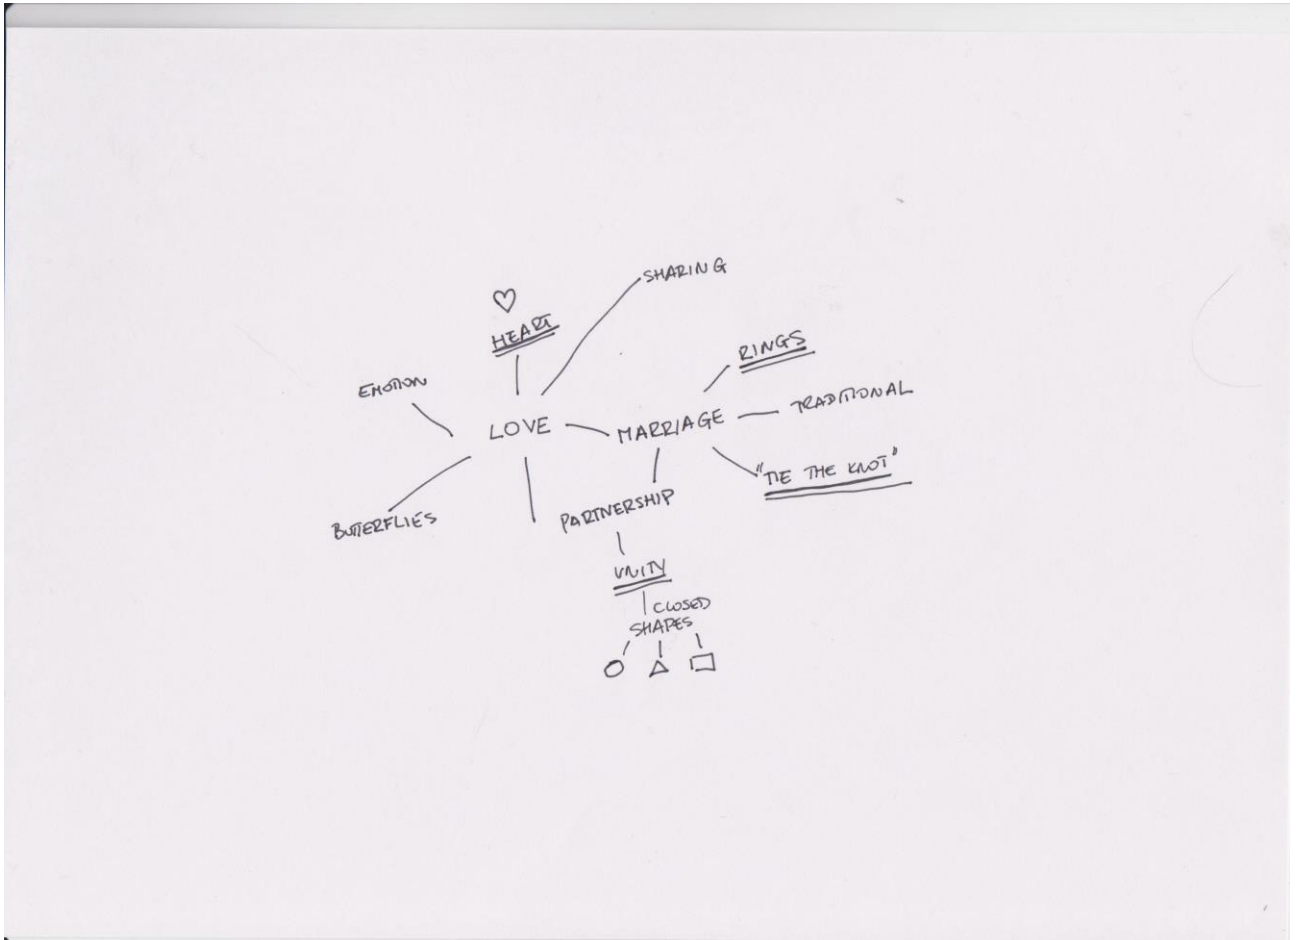 SHARING
HEART
RINGS
EMOTION
TRADITIONAL
LOVE
MARRIAGE
"TIE THE KNOT"
PARTNERSHIP
BUTTERFLIES
UNITY
CLOSED
SHAPES